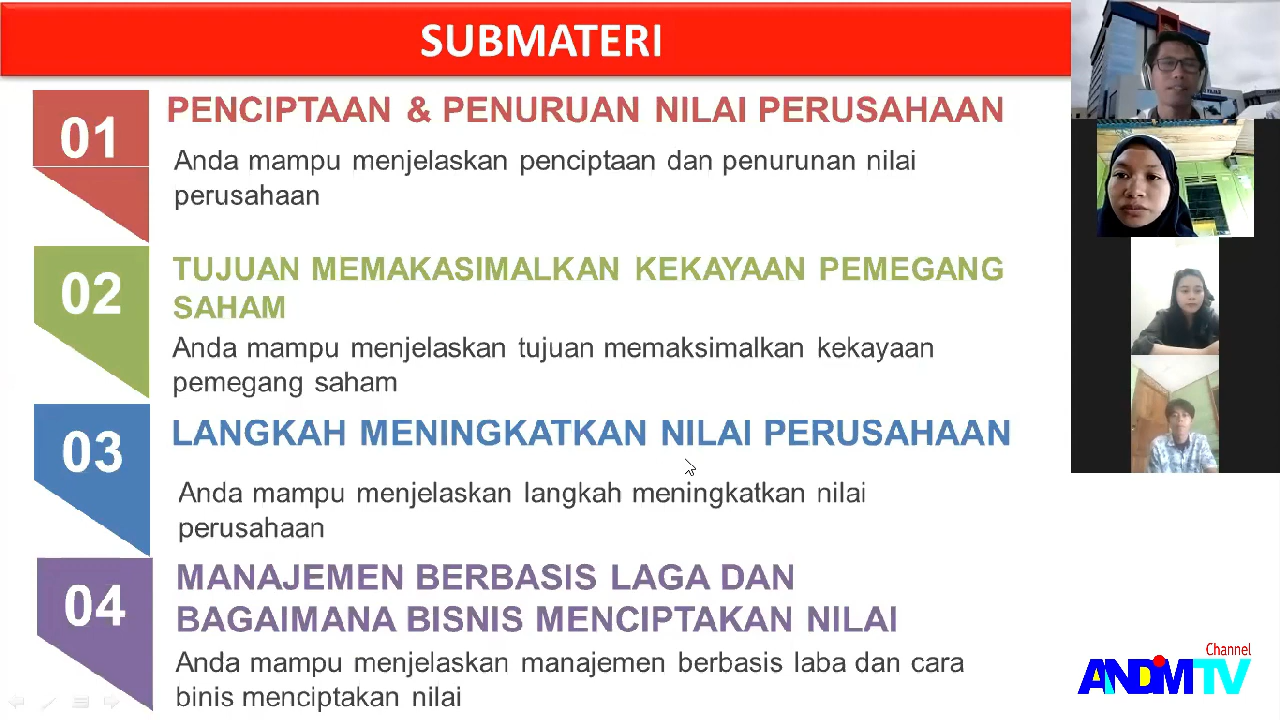 SUBMATERI
01
PENCIPTAAN & PENURUAN NILAI PERUSAHAAN
Anda mampu menjelaskan penciptaan dan penurunan nilai
perusahaan
02
TUJUAN MEMAKASIMALKAN KEKAYAAN PEMEGANG
SAHAM
Anda mampu menjelaskan tujuan memaksimalkan kekayaan
pemegang saham
03
LANGKAH MENINGKATKAN NILAI PERUSAHAAN
Anda mampu menjelaskan langkah meningkatkan nilai
perusahaan
04
MANAJEMEN BERBASIS LAGA DAN
BAGAIMANA BISNIS MENCIPTAKAN NILAI
Anda mampu menjelaskan manajemen berbasis laba dan cara
binis menciptakan nilai
Channel
ANDIMTV